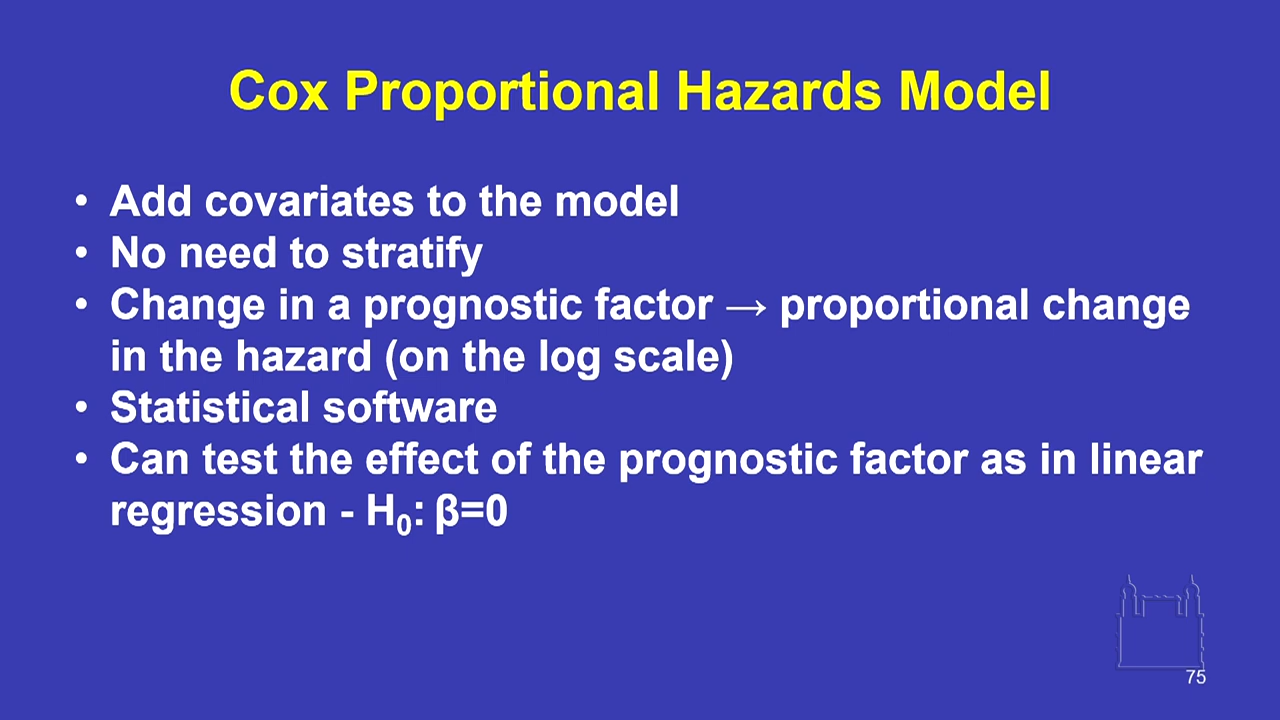 Cox Proportional Hazards Model
• Add covariates to the model
• No need to stratify
• Change in a prognostic factor → proportional change
in the hazard (on the log scale)
• Statistical software
• Can test the effect of the prognostic factor as in linear
regression - H₀: β=0
75